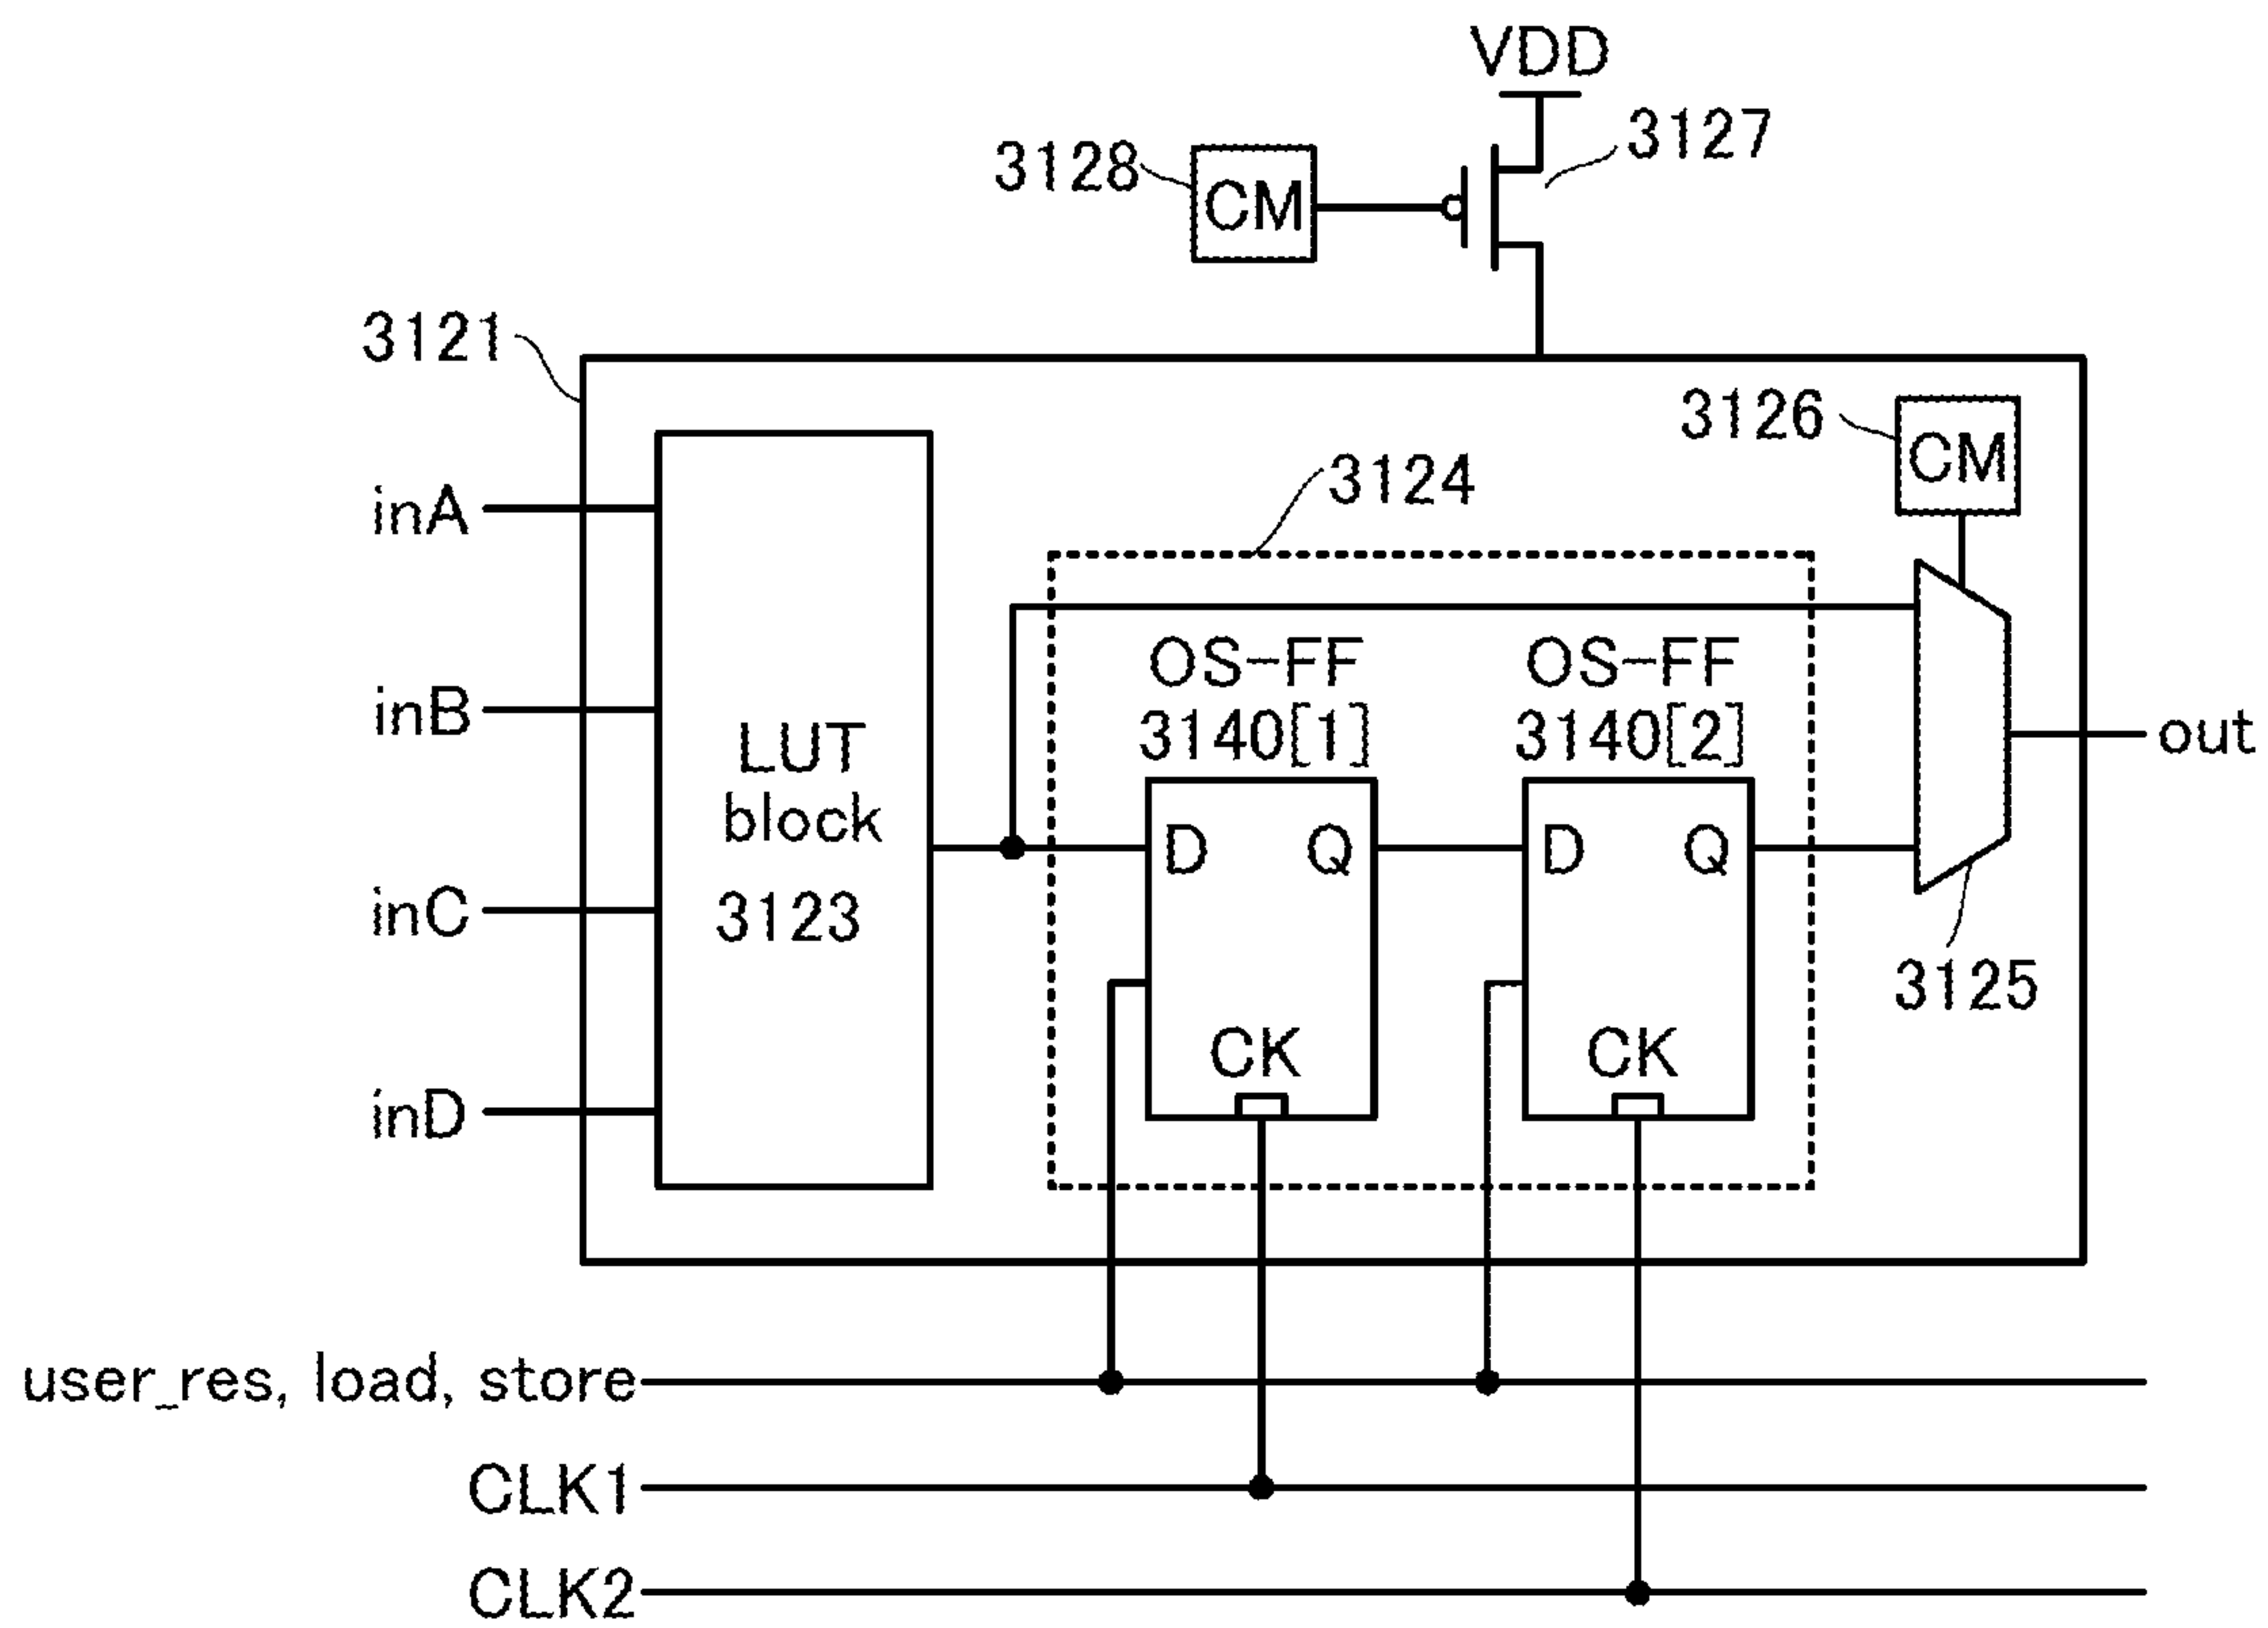 VDD
3127
3128
CM
3121
3126
CM
3124
inA
OS-FF
3140[1]
OS-FF
3140[2]
inB
out
LUT
block
3123
D
Q
D
Q
inC
3125
CK
CK
inD
user_res, load, store
CLK1
CLK2